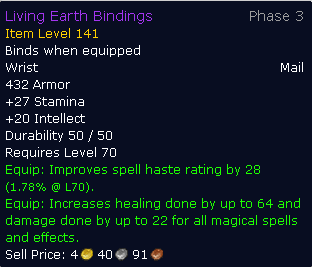 Living Earth Bindings Phase 3
Item Level 141
Binds when equipped
Wrist Mail
432 Armor
+27 Stamina
+20 Intellect
Durability 50 / 50
Requires Level 70
Equip: Improves spell haste rating by 28
(1.78% @ L70).
Equip: Increases healing done by up to 64 and
damage done by up to 22 for all magical spells
and effects.
Sell Price: 4 40 91